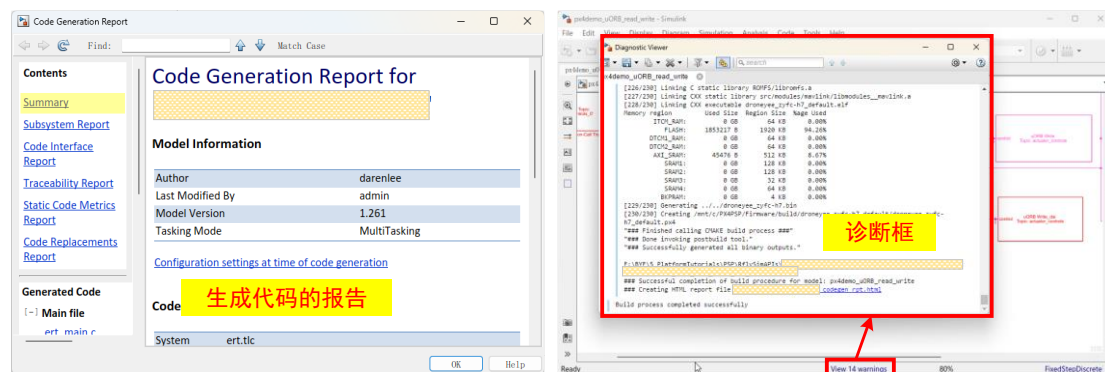 Code Generation Report
Find:
Match Case
Contents
Summary
Subsystem Report
Code Interface
Report
Traceability Report
Static Code Metrics
Report
Code Replacements
Report
Generated Code
[-] Main file
ert_main.c
Code Generation Report for
Model Information
Author darenlee
Last Modified By admin
Model Version 1.261
Tasking Mode MultiTasking
Configuration settings at time of code generation
Code
生成代码的报告
System ert.tlc
OK Help
px4demo_uORB_read_write - Simulink
File Edit View Display Diagram Simulation Analysis Code Tools Help
Diagnostic Viewer
search
px4demo_uORB_read_write
[226/230] Linking C static library ROMFS/libromfs.a
[227/230] Linking CXX static library src/modules/mavlink/libmodules__mavlink.a
[228/230] Linking CXX executable droneyee_zyfc-h7_default.elf
Memory region Used Size Region Size %age Used
ITCM_RAM: 0 GB 64 KB 0.00%
FLASH: 1853217 B 1920 KB 94.26%
DTCM1_RAM: 0 GB 64 KB 0.00%
DTCM2_RAM: 0 GB 64 KB 0.00%
AXI_SRAM: 45476 B 512 KB 8.67%
SRAM1: 0 GB 128 KB 0.00%
SRAM2: 0 GB 128 KB 0.00%
SRAM3: 0 GB 32 KB 0.00%
SRAM4: 0 GB 64 KB 0.00%
BKPRAM: 0 GB 4 KB 0.00%
[229/230] Generating ../../droneyee_zyfc-h7.bin
[230/230] Creating /mnt/c/PX4PSP/Firmware/build/droneyee_zyfc-h7_default/droneyee_zyfc-
h7_default.px4
"### Finished calling CMAKE build process ###"
"### Done invoking postbuild tool."
"### Successfully generated all binary outputs."
诊断框
### Successful completion of build procedure for model: px4demo_uORB_read_write
### Creating HTML report file codegen_rpt.html
Build process completed successfully
Ready
View 14 warnings
80%
FixedStepDiscrete